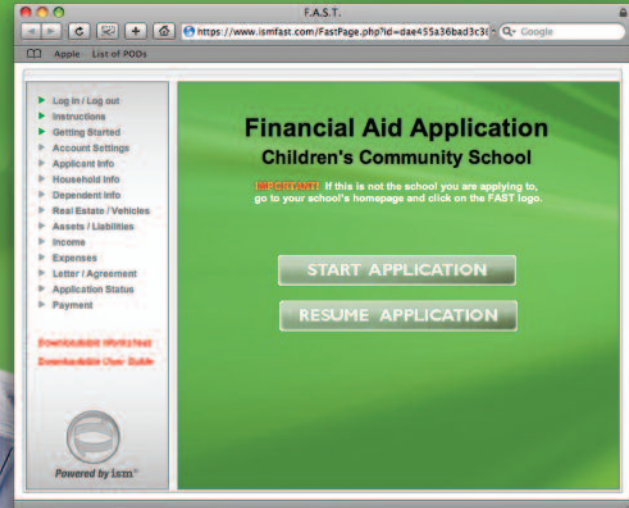 F.A.S.T.
https://www.ismfast.com/FastPage.php?id=dae455a36bad3c3(
Google
Apple List of PODs
Log in / Log out
Instructions
Getting Started
Account Settings
Applicant Info
Household Info
Dependent Info
Real Estate / Vehicles
Assets / Liabilities
Income
Expenses
Letter / Agreement
Application Status
Payment
Downloadable Worksheet
Downloadable User Guide
Powered by ism
Financial Aid Application
Children's Community School
IMPORTANT! If this is not the school you are applying to,
go to your school's homepage and click on the FAST logo.
START APPLICATION
RESUME APPLICATION